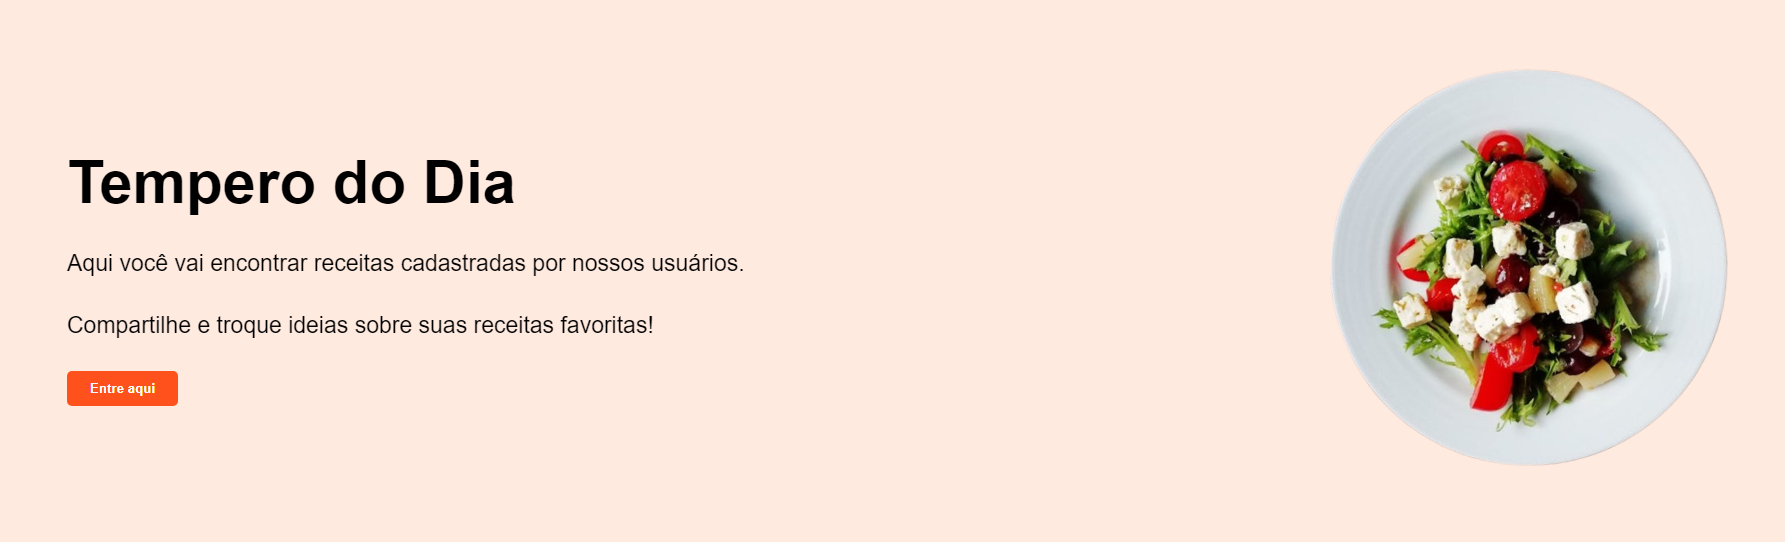 Tempero do Dia
Aqui você vai encontrar receitas cadastradas por nossos usuários.
Compartilhe e troque ideias sobre suas receitas favoritas!
Entre aqui